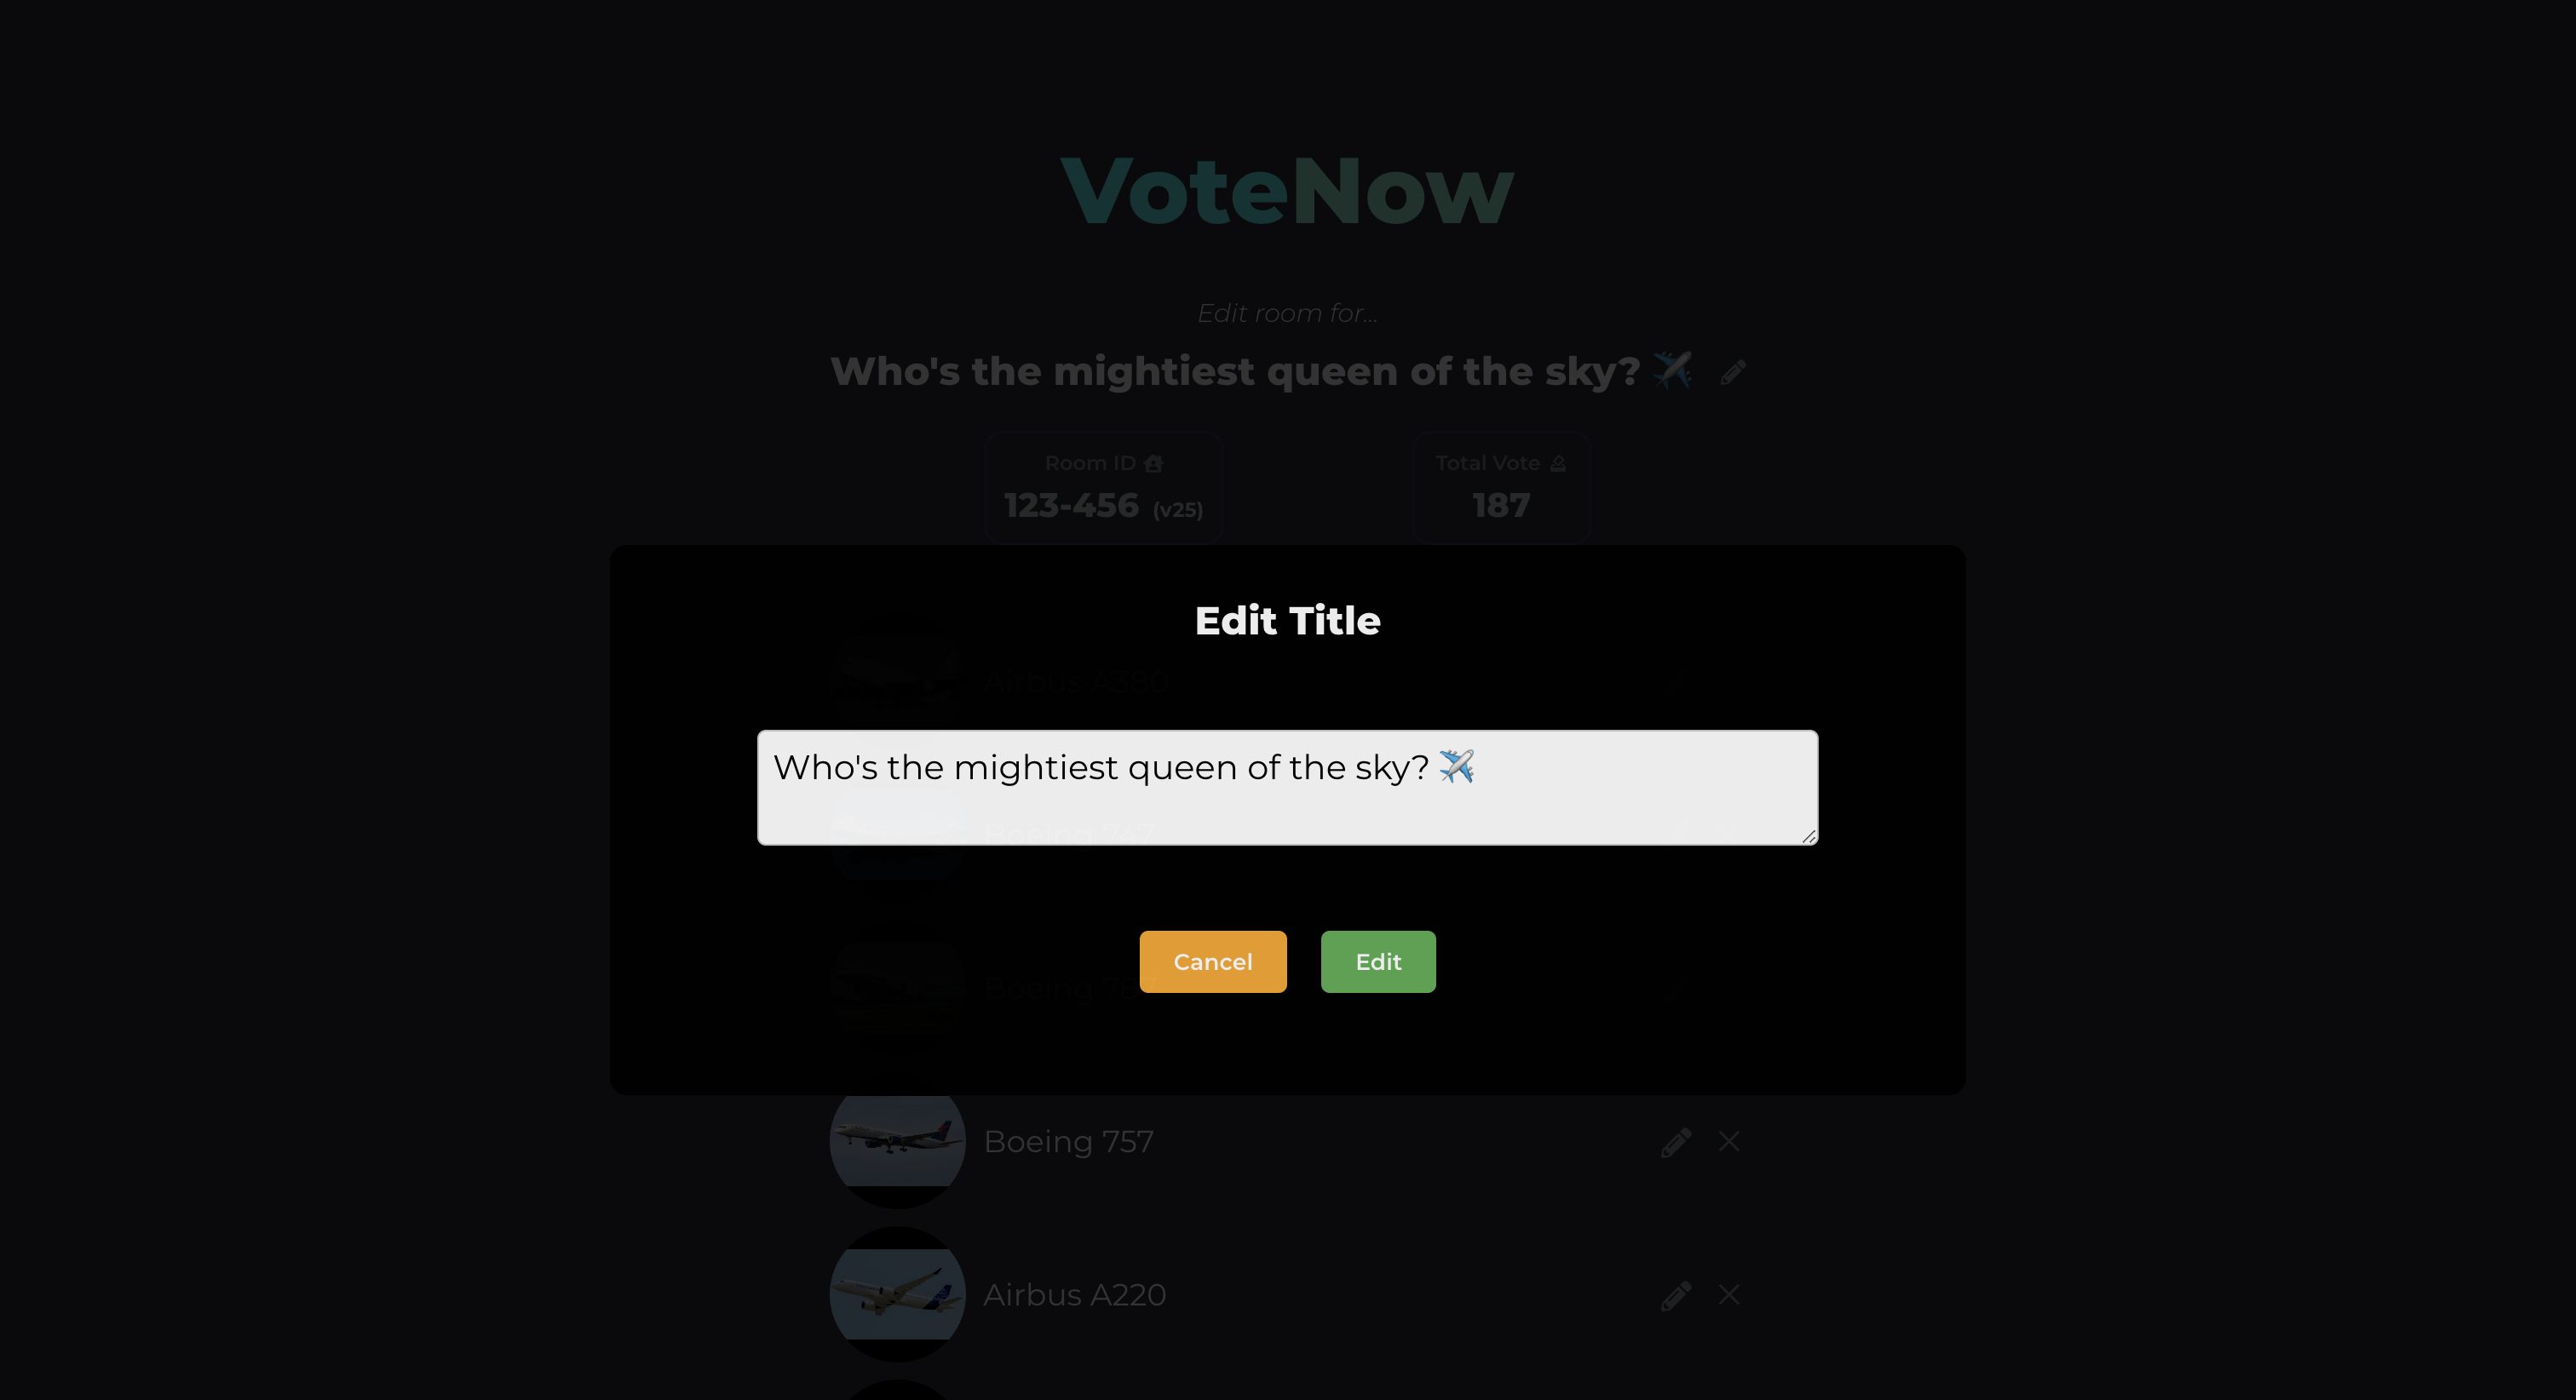 VoteNow
Edit room for...
Who's the mightiest queen of the sky? ✈️
Room ID
123-456 (v25)
Total Vote
187
Edit Title
Airbus A380
Who's the mightiest queen of the sky? ✈️
Boeing 747
Cancel
Edit
Boeing
Boeing 757
Airbus A220